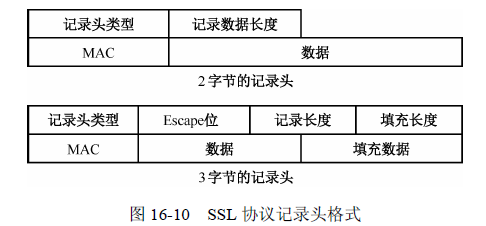 记录头类型 记录数据长度
MAC 数据
2字节的记录头
记录头类型 Escape位 记录长度 填充长度
MAC 数据 填充数据
3字节的记录头
图 16-10 SSL 协议记录头格式